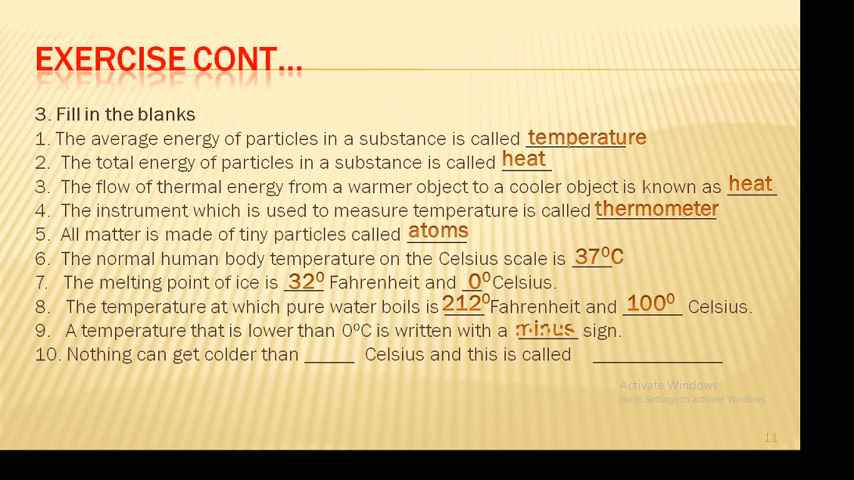 EXERCISE CONT...
3. Fill in the blanks
1. The average energy of particles in a substance is called temperature
2. The total energy of particles in a substance is called heat
3. The flow of thermal energy from a warmer object to a cooler object is known as heat
4. The instrument which is used to measure temperature is called thermometer
5. All matter is made of tiny particles called atoms
6. The normal human body temperature on the Celsius scale is 37⁰C
7. The melting point of ice is 32⁰ Fahrenheit and 0⁰ Celsius.
8. The temperature at which pure water boils is 212⁰ Fahrenheit and 100⁰ Celsius.
9. A temperature that is lower than 0⁰C is written with a minus sign.
10. Nothing can get colder than _____ Celsius and this is called _____________
Activate Windows
Go to Settings to activate Windows.
11